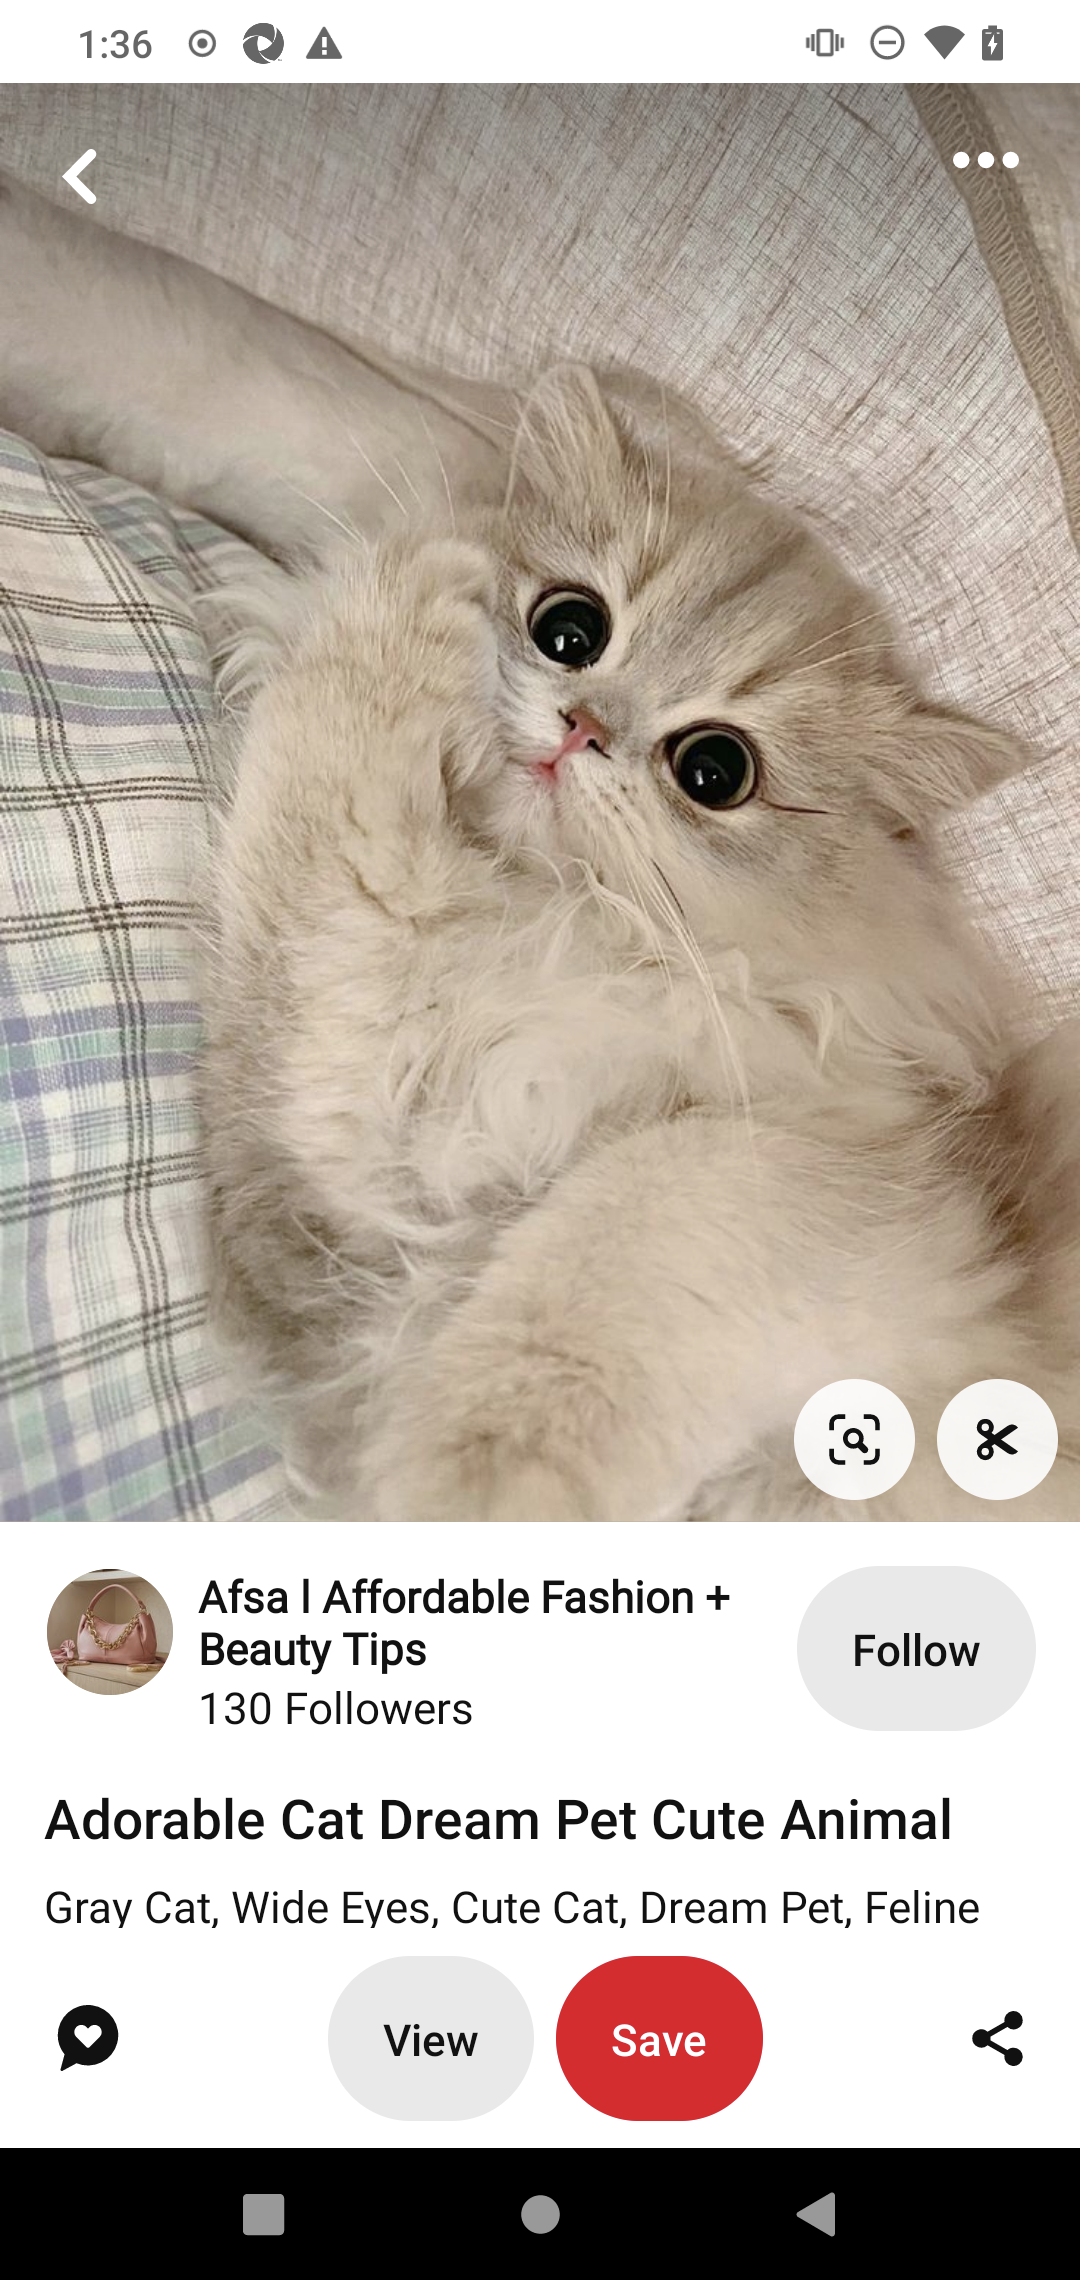 1:36
Afsa l Affordable Fashion +
Beauty Tips
130 Followers
Follow
Adorable Cat Dream Pet Cute Animal
Gray Cat, Wide Eyes, Cute Cat, Dream Pet, Feline
View
Save